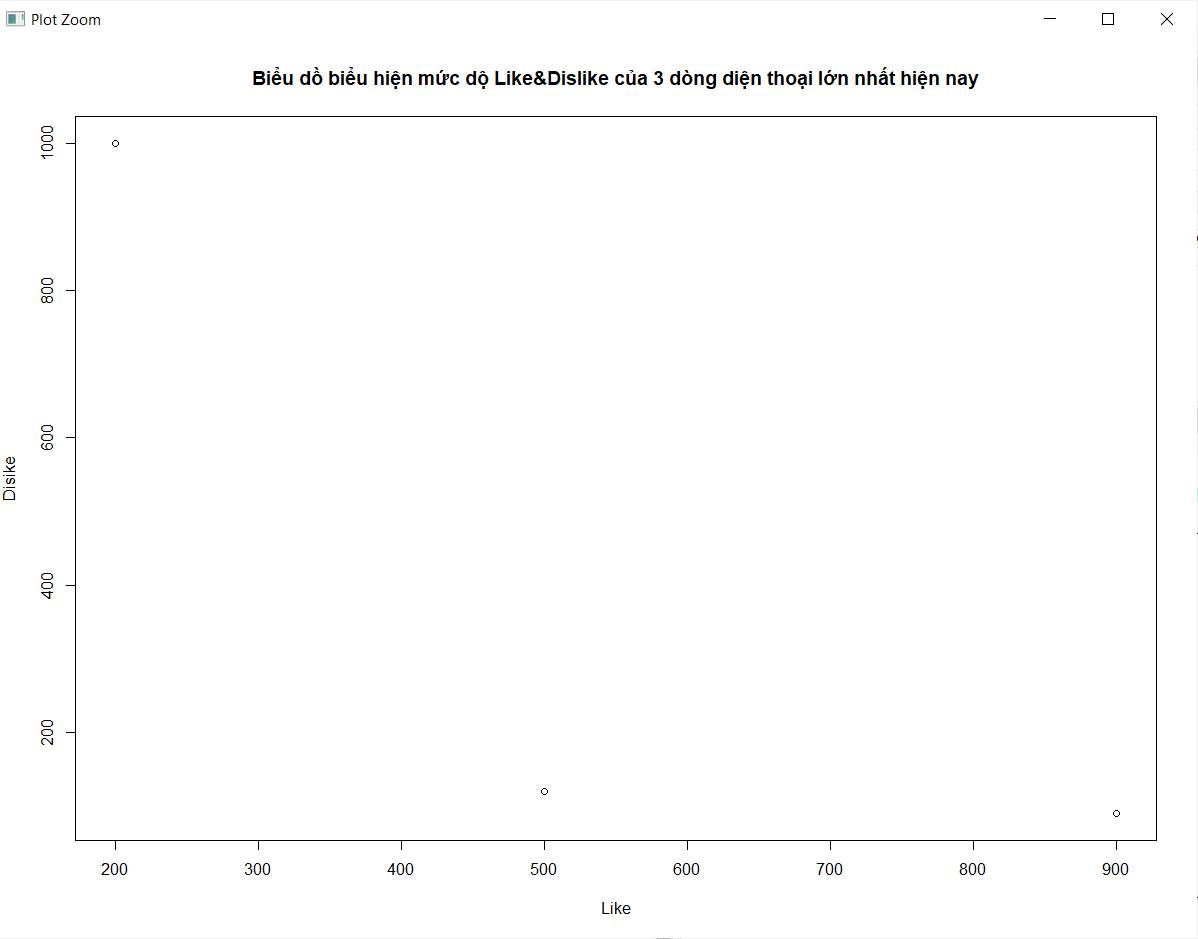 Plot Zoom
Biểu dồ biểu hiện mức dộ Like&Dislike của 3 dòng diện thoại lớn nhất hiện nay
1000
800
600
400
200
Disike
200 300 400 500 600 700 800 900
Like